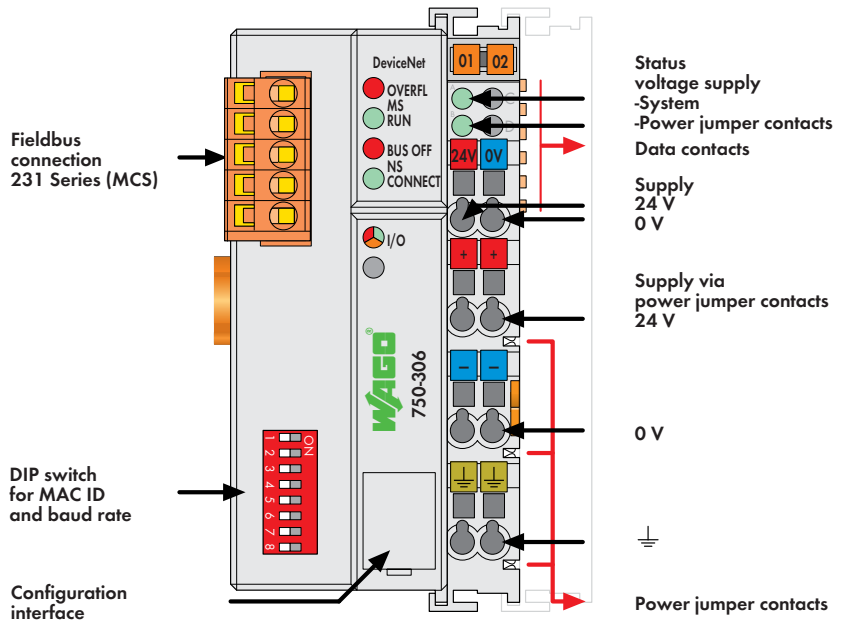 DeviceNet
OVERFL
MS
RUN
BUS OFF
NS
CONNECT
I/O
01 02
A
C
B
D
24V 0V
+ +
− −
WAGO
®
750-306
ON
1
2
3
4
5
6
7
8
Fieldbus
connection
231 Series (MCS)
DIP switch
for MAC ID
and baud rate
Configuration
interface
Status
voltage supply
-System
-Power jumper contacts
Data contacts
Supply
24 V
0 V
Supply via
power jumper contacts
24 V
0 V
Power jumper contacts